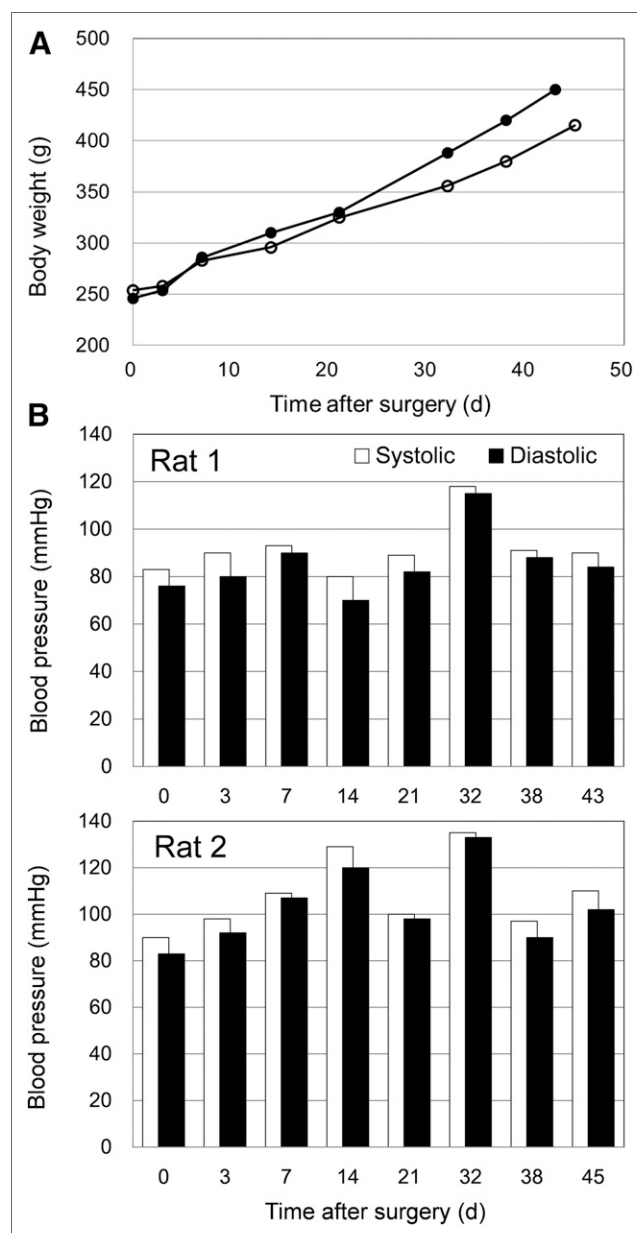 A
500
450
400
350
300
250
200
Body weight (g)
0 10 20 30 40 50
Time after surgery (d)
B
140
120
100
80
60
40
20
0
Blood pressure (mmHg)
Rat 1
Systolic Diastolic
0 3 7 14 21 32 38 43
140
120
100
80
60
40
20
0
Blood pressure (mmHg)
Rat 2
0 3 7 14 21 32 38 45
Time after surgery (d)